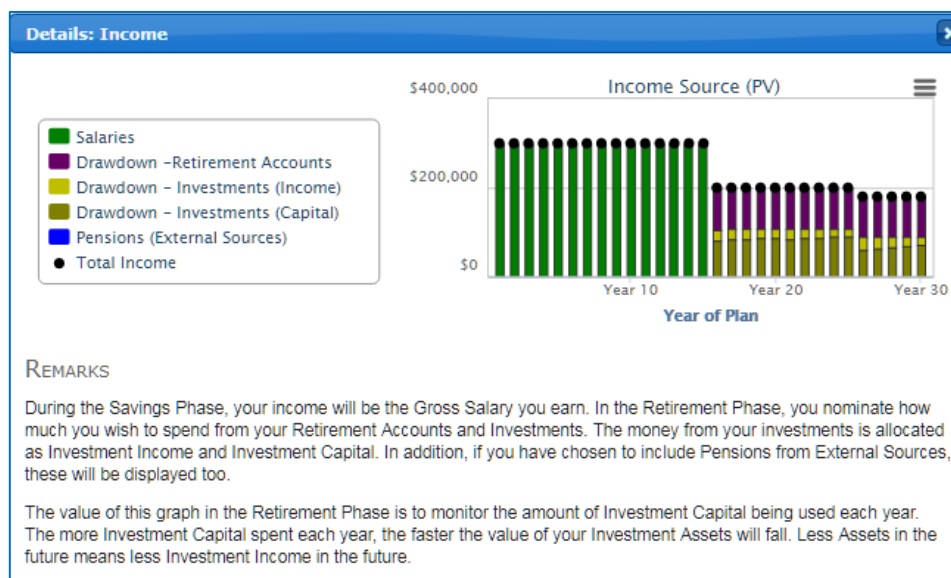 Details: Income
Income Source (PV)
$400,000
$200,000
$0
Salaries
Drawdown –Retirement Accounts
Drawdown – Investments (Income)
Drawdown – Investments (Capital)
Pensions (External Sources)
Total Income
Year 10
Year 20
Year 30
Year of Plan
REMARKS
During the Savings Phase, your income will be the Gross Salary you earn. In the Retirement Phase, you nominate how
much you wish to spend from your Retirement Accounts and Investments. The money from your investments is allocated
as Investment Income and Investment Capital. In addition, if you have chosen to include Pensions from External Sources,
these will be displayed too.
The value of this graph in the Retirement Phase is to monitor the amount of Investment Capital being used each year.
The more Investment Capital spent each year, the faster the value of your Investment Assets will fall. Less Assets in the
future means less Investment Income in the future.